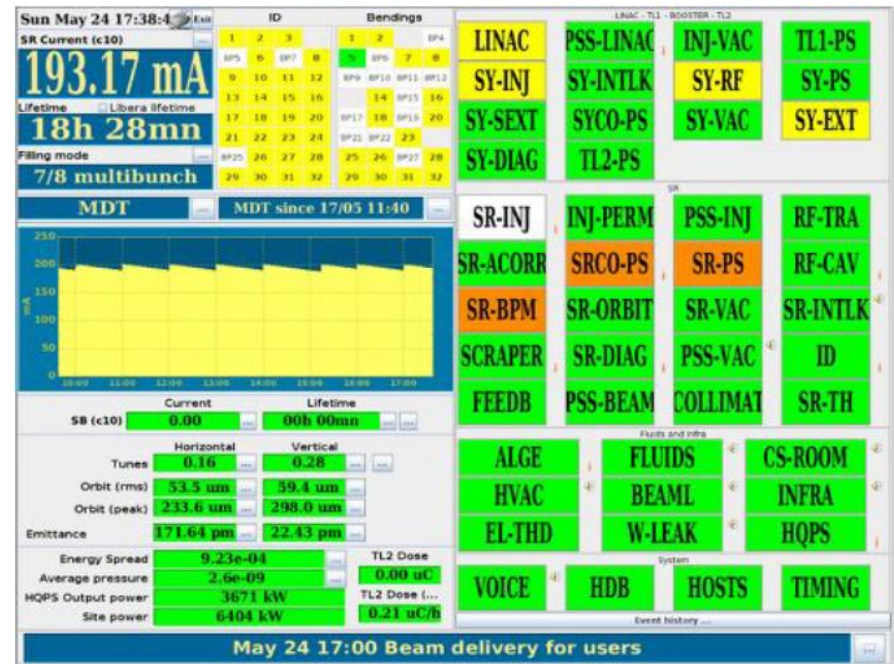 Sun May 24 17:38:4 Exit
SR Current (c10) ...
193.17 mA
Lifetime Libera lifetime
18h 28mn
Filling mode ...
7/8 multibunch
ID
1 2 3
BP5 6 BP7 8
9 10 11 12
13 14 15 16
17 18 19 20
21 22 23 24
BP25 26 27 28
29 30 31 32
Bendings
1 2 BP4
5 BP6 7 8
BP9 BP10 BP11 BP12
14 BP15 16
BP17 18 BP19 20
BP21 BP22 23
25 26 BP27 28
29 30 31 32
MDT ...
MDT since 17/05 11:40 ...
250
200
150
100
50
0
mA
10:00 11:00 12:00 13:00 14:00 15:00 16:00 17:00
Current Lifetime
SB (c10) 0.00 ... 00h 00mn ... ...
Horizontal Vertical
Tunes 0.16 ... 0.28 ... ...
Orbit (rms) 53.5 um ... 59.4 um ...
Orbit (peak) 233.6 um ... 298.0 um ...
Emittance 171.64 pm ... 22.43 pm ...
Energy Spread 9.23e-04 ...
Average pressure 2.6e-09 ...
HQPS Output power 3671 kW
Site power 6404 kW
TL2 Dose
0.00 uC
TL2 Dose (...
0.21 uC/h
LINAC - TL1 - BOOSTER - TL2
LINAC PSS-LINAC INJ-VAC TL1-PS
SY-INJ SY-INTLK SY-RF SY-PS
SY-SEXT SYCO-PS SY-VAC SY-EXT
SY-DIAG TL2-PS
SR
SR-INJ INJ-PERM PSS-INJ RF-TRA
SR-ACORR SRCO-PS SR-PS RF-CAV
SR-BPM SR-ORBIT SR-VAC SR-INTLK
SCRAPER SR-DIAG PSS-VAC ID
FEEDB PSS-BEAM COLLIMAT SR-TH
Fluids and Infra
ALGE FLUIDS CS-ROOM
HVAC BEAML INFRA
EL-THD W-LEAK HQPS
System
VOICE HDB HOSTS TIMING
Event history ...
May 24 17:00 Beam delivery for users